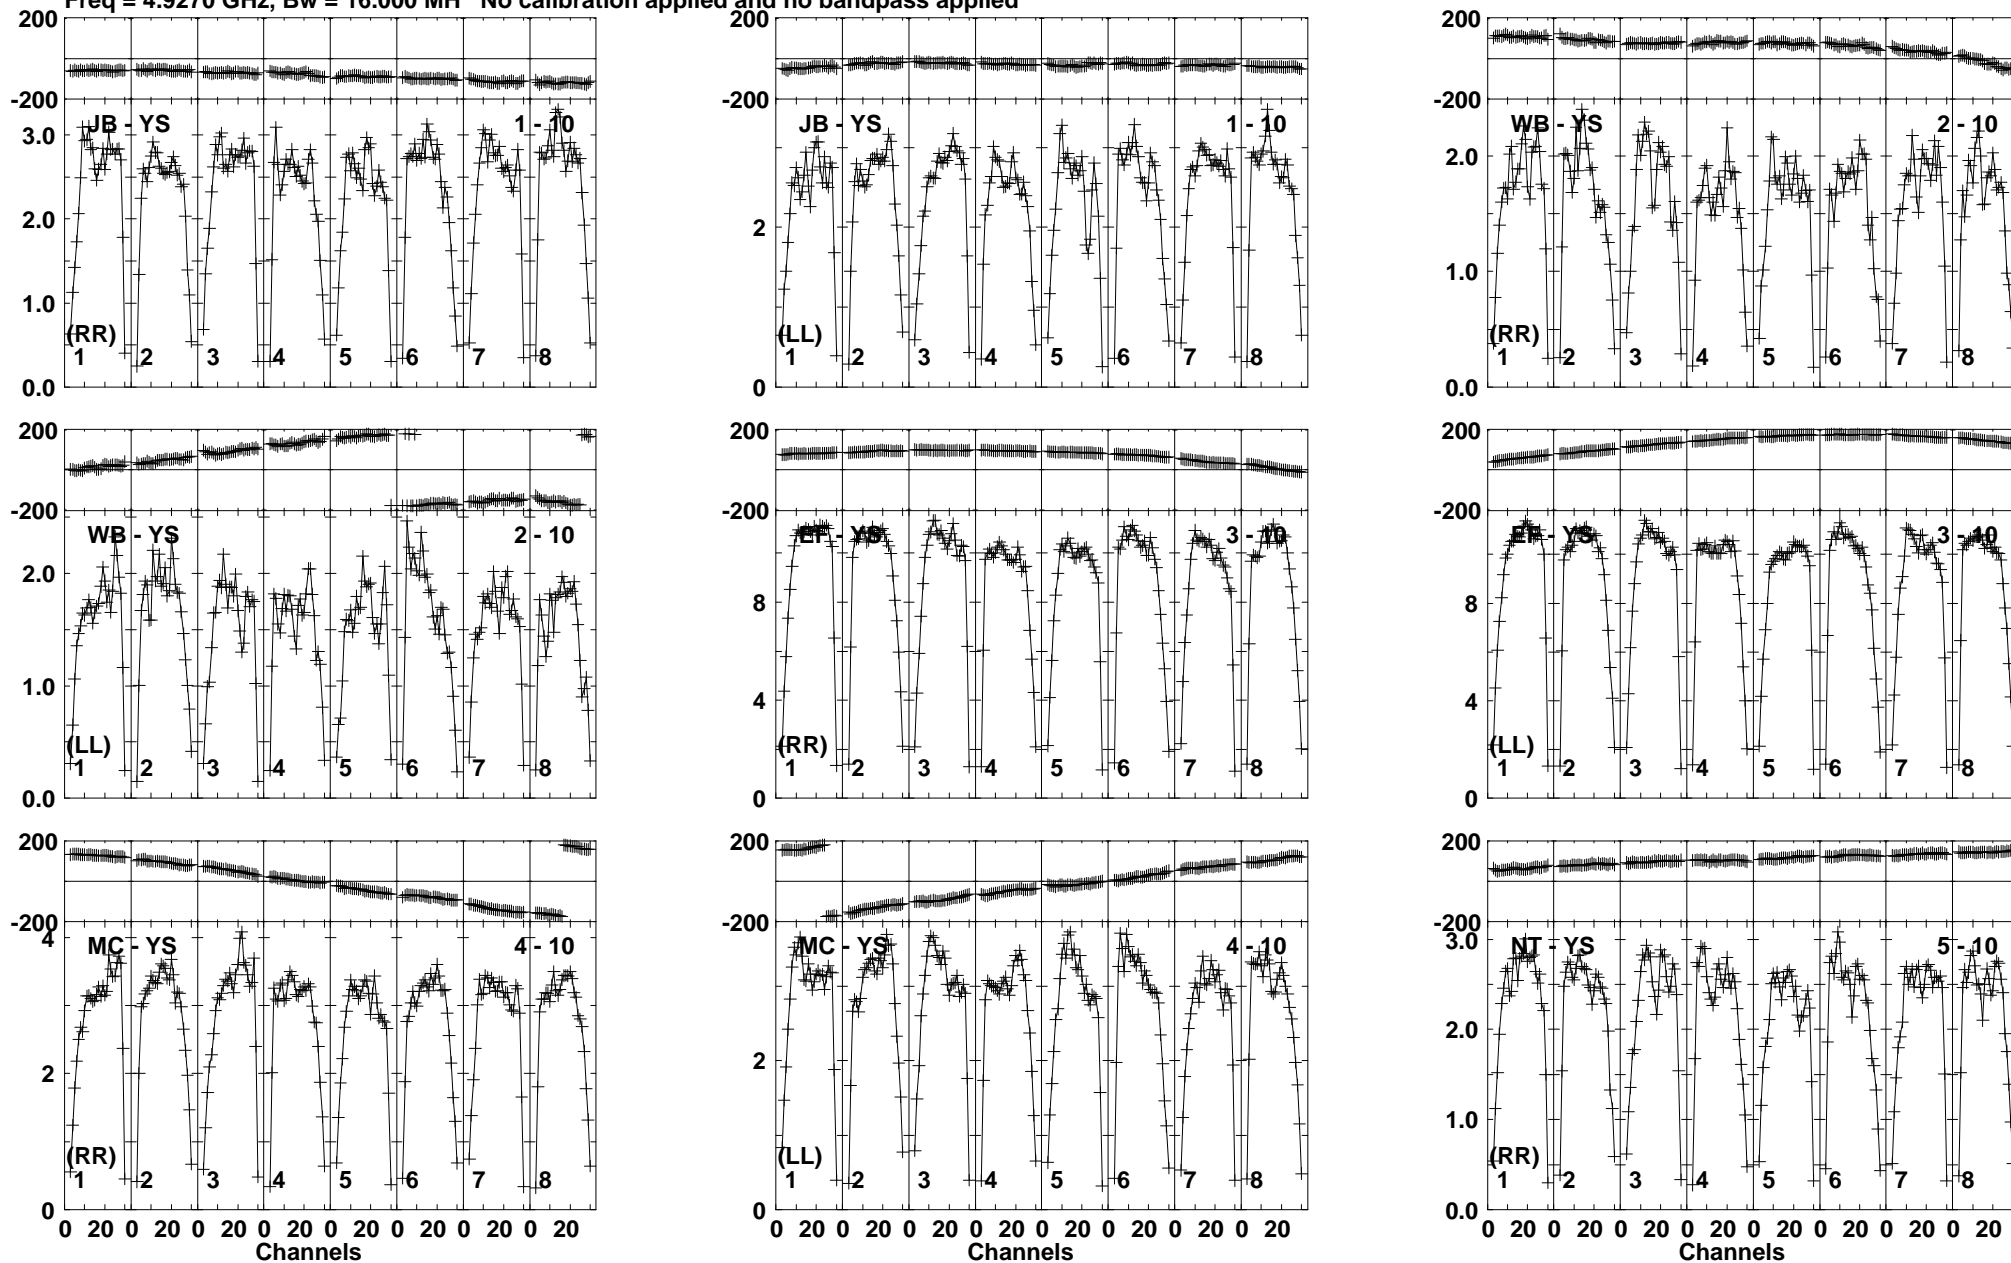 Freq = 4.9270 GHz, Bw = 16.000 MH No calibration applied and no bandpass applied
200 200 200
-200 -200 -200
JB - YS 1 - 10 JB - YS 1 - 10 WB - YS 2 - 10
3.0
2.0
2.0 2
1.0
1.0
(RR) (LL) (RR)
1 2 3 4 5 6 7 8 1 2 3 4 5 6 7 8 1 2 3 4 5 6 7 8
0.0 0 0.0
200 200 200
-200 -200 -200
WB - YS 2 - 10 EF - YS 3 - 10 EF - YS 3 - 10
2.0
8 8
1.0 4 4
(LL) (RR) (LL)
1 2 3 4 5 6 7 8 1 2 3 4 5 6 7 8 1 2 3 4 5 6 7 8
0.0 0 0
200 200 200
-200 -200 -200
4 MC - YS 4 - 10 MC - YS 4 - 10 3.0 NT - YS 5 - 10
2.0
2 2
1.0
(RR) (LL) (RR)
1 2 3 4 5 6 7 8 1 2 3 4 5 6 7 8 1 2 3 4 5 6 7 8
0 0 0.0
0 20 0 20 0 20 0 20 0 20 0 20 0 20 0 20 0 20 0 20 0 20 0 20 0 20 0 20 0 20 0 20 0 20 0 20 0 20 0 20 0 20 0 20 0 20 0 20
Channels Channels Channels